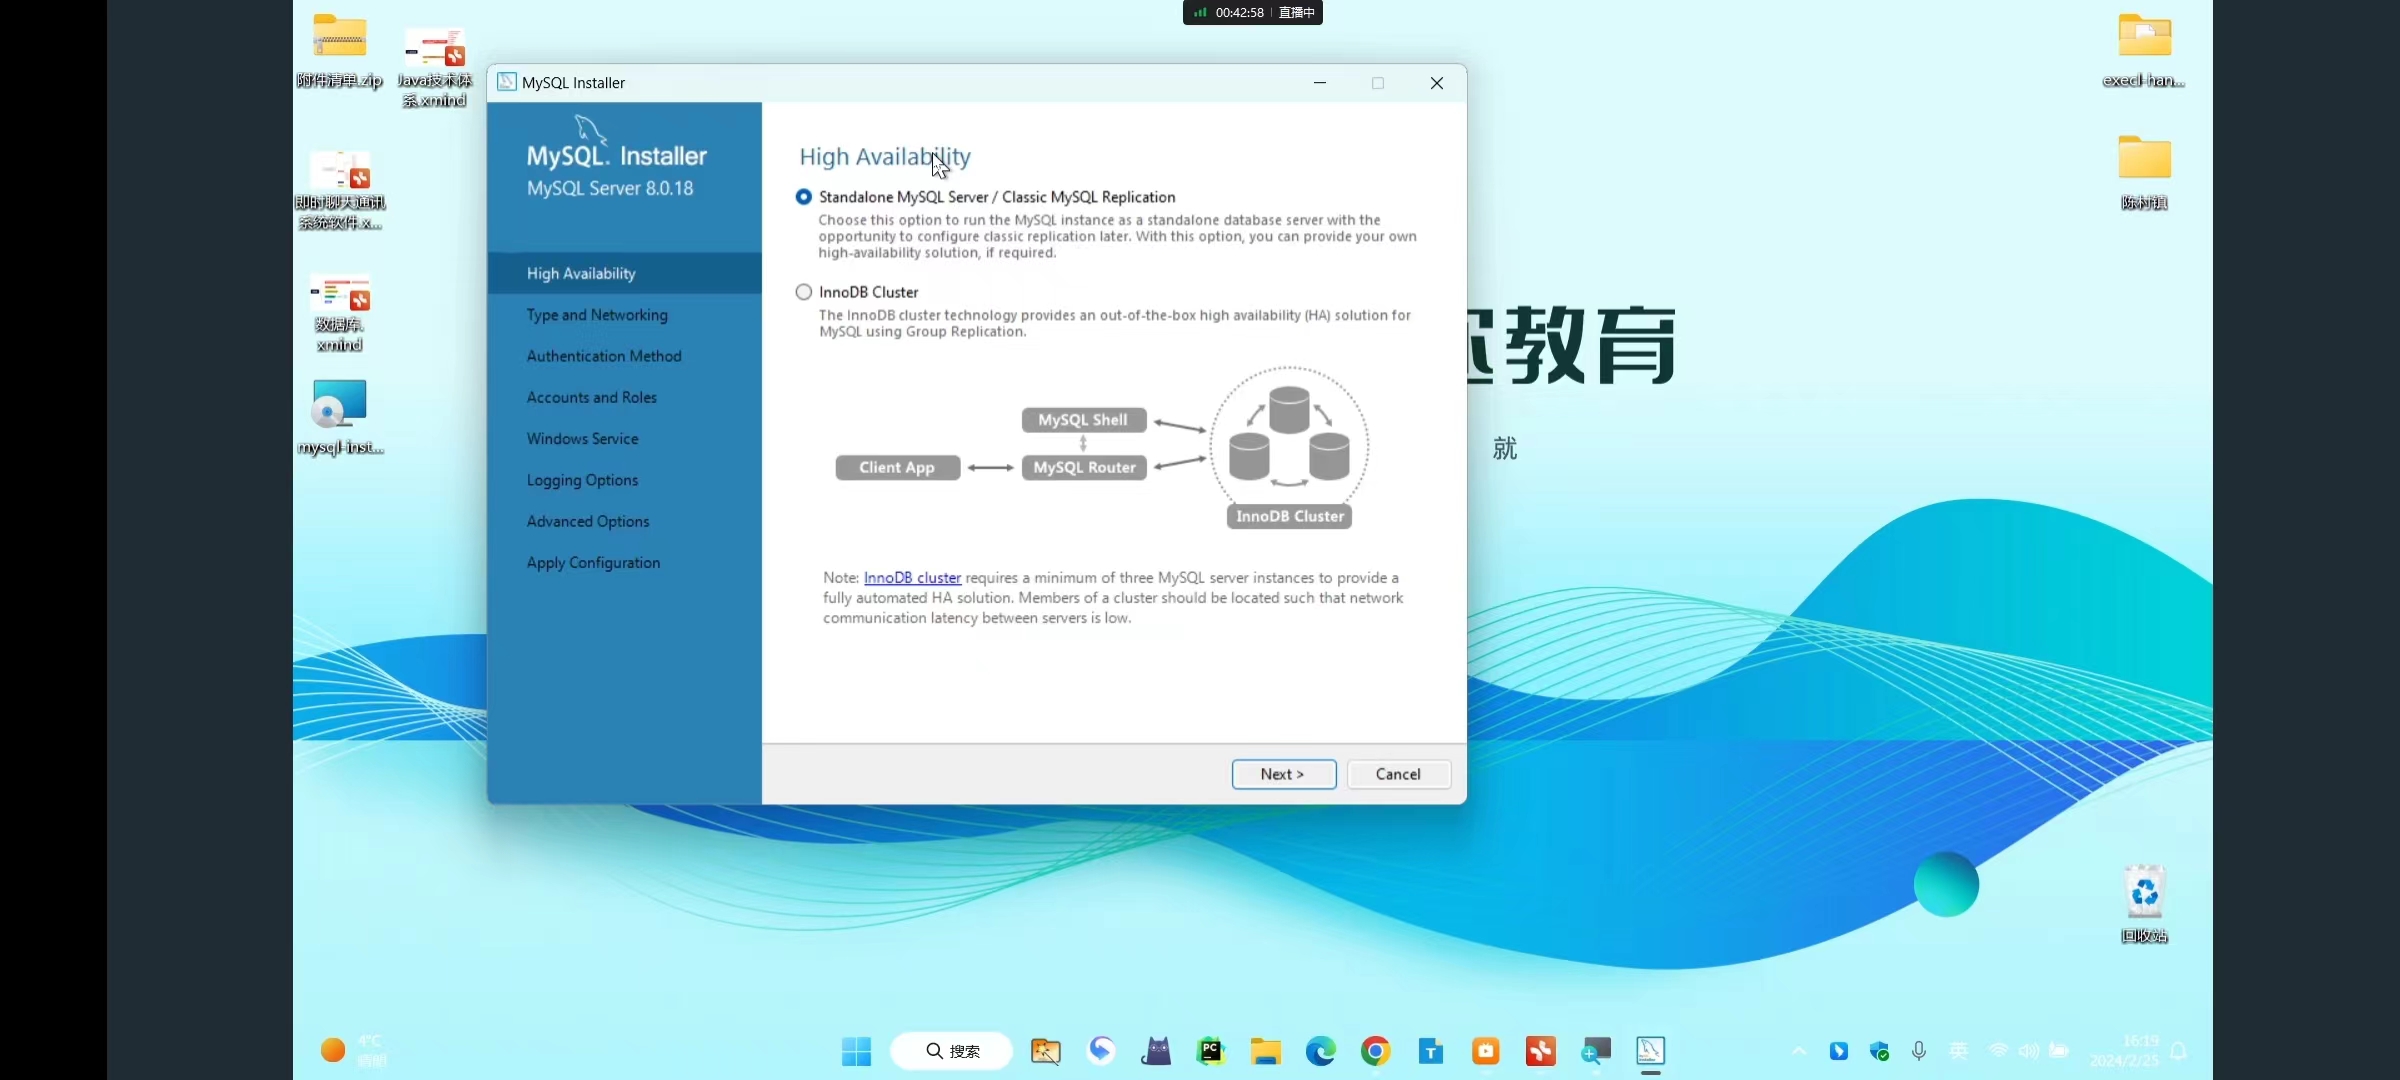 00:42:58 直播中
附件清单.zip
Java技术体
系.xmind
即时聊天通讯
系统软件.x...
数据库.
xmind
mysql-inst...
execl-han...
陈村镇
回收站
MySQL Installer
MySQL. Installer
MySQL Server 8.0.18
High Availability
Type and Networking
Authentication Method
Accounts and Roles
Windows Service
Logging Options
Advanced Options
Apply Configuration
High Availability
Standalone MySQL Server / Classic MySQL Replication
Choose this option to run the MySQL instance as a standalone database server with the
opportunity to configure classic replication later. With this option, you can provide your own
high-availability solution, if required.
InnoDB Cluster
The InnoDB cluster technology provides an out-of-the-box high availability (HA) solution for
MySQL using Group Replication.
MySQL Shell
Client App
MySQL Router
InnoDB Cluster
Note: InnoDB cluster requires a minimum of three MySQL server instances to provide a
fully automated HA solution. Members of a cluster should be located such that network
communication latency between servers is low.
Next >
Cancel
教育
就
4°C
晴朗
搜索
PC
T
英
16:19
2024/2/25